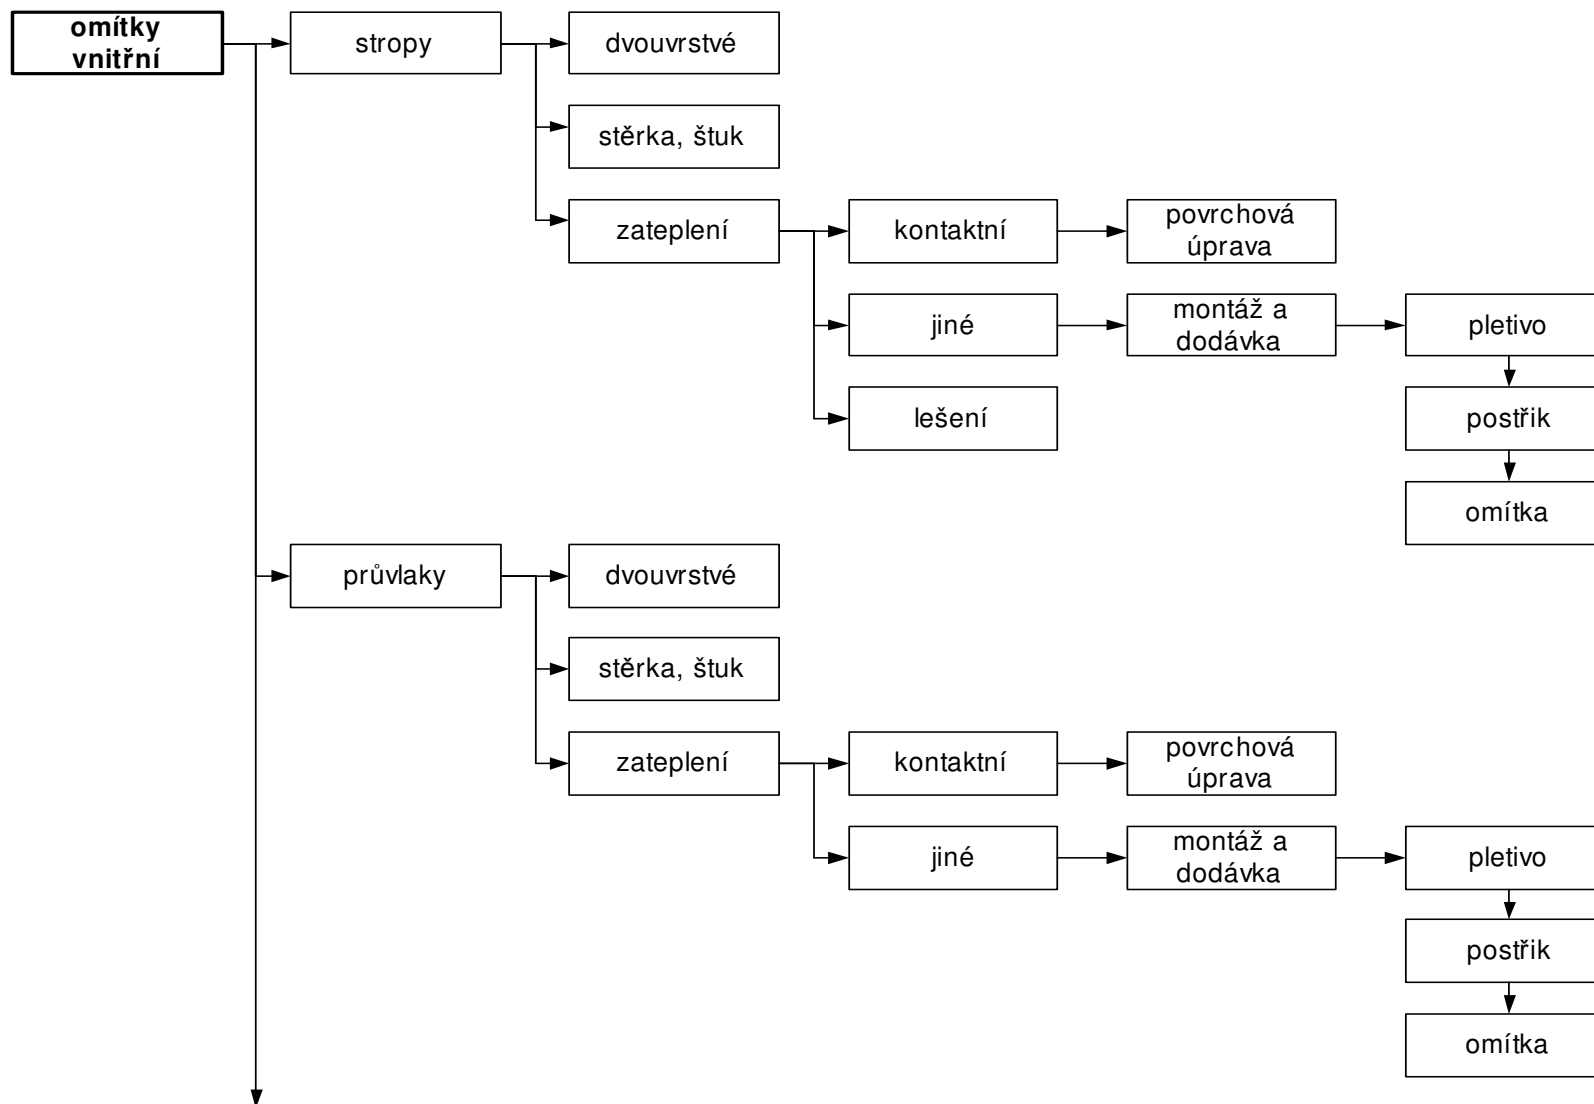 omítky
vnitřní
stropy
dvouvrstvé
stěrka, štuk
zateplení
kontaktní
povrchová
úprava
jiné
montáž a
dodávka
pletivo
lešení
postřik
omítka
průvlaky
dvouvrstvé
stěrka, štuk
zateplení
kontaktní
povrchová
úprava
jiné
montáž a
dodávka
pletivo
postřik
omítka